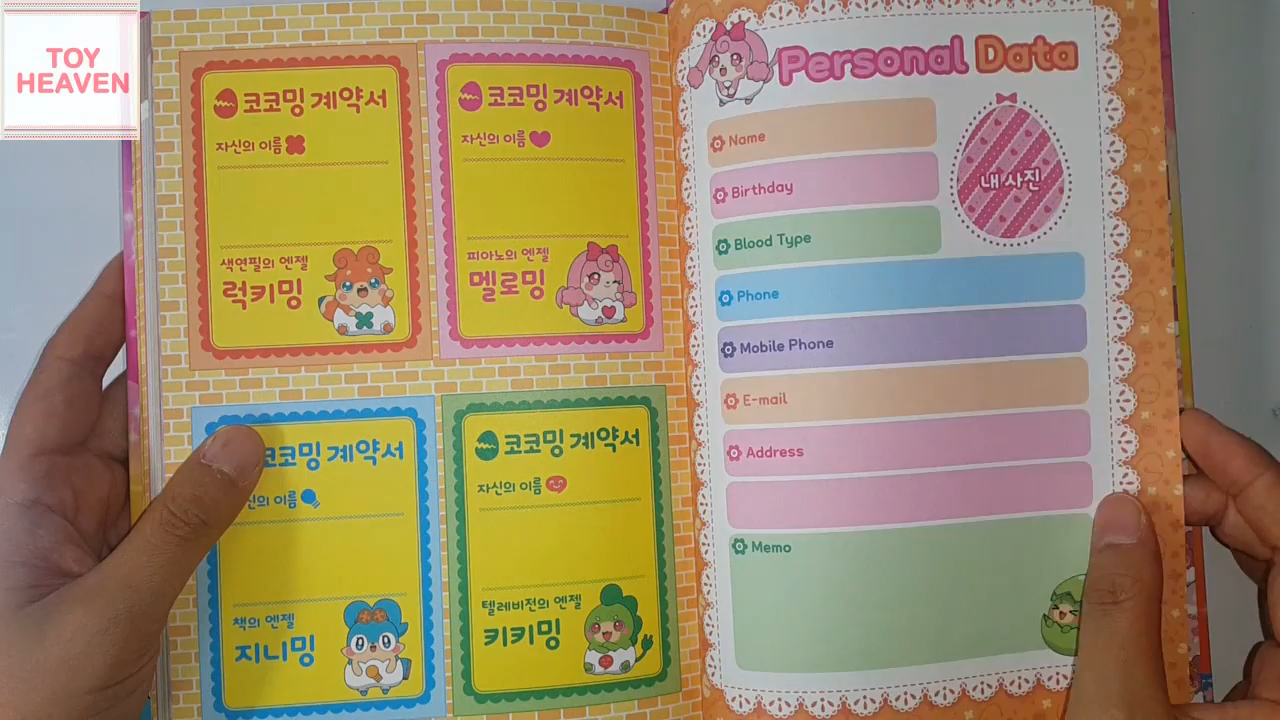 TOY
HEAVEN
코코밍 계약서
자신의 이름
색연필의 엔젤
럭키밍
코코밍 계약서
자신의 이름
피아노의 엔젤
멜로밍
코밍 계약서
이름
책의 엔젤
지니밍
코코밍 계약서
자신의 이름
텔레비전의 엔젤
키키밍
Personal Data
Name
Birthday
Blood Type
내 사진
Phone
Mobile Phone
E-mail
Address
Memo